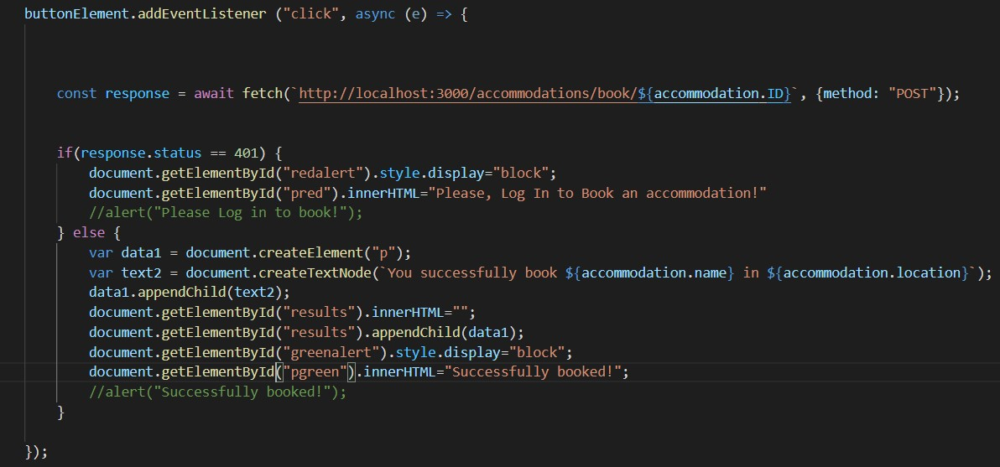 buttonElement.addEventListener ("click", async (e) => {
const response = await fetch(`http://localhost:3000/accommodations/book/${accommodation.ID}`, {method: "POST"});
if(response.status == 401) {
document.getElementById("redalert").style.display="block";
document.getElementById("pred").innerHTML="Please, Log In to Book an accommodation!"
//alert("Please Log in to book!");
} else {
var data1 = document.createElement("p");
var text2 = document.createTextNode(`You successfully book ${accommodation.name} in ${accommodation.location}`);
data1.appendChild(text2);
document.getElementById("results").innerHTML="";
document.getElementById("results").appendChild(data1);
document.getElementById("greenalert").style.display="block";
document.getElementById("pgreen").innerHTML="Successfully booked!";
//alert("Successfully booked!");
}
});